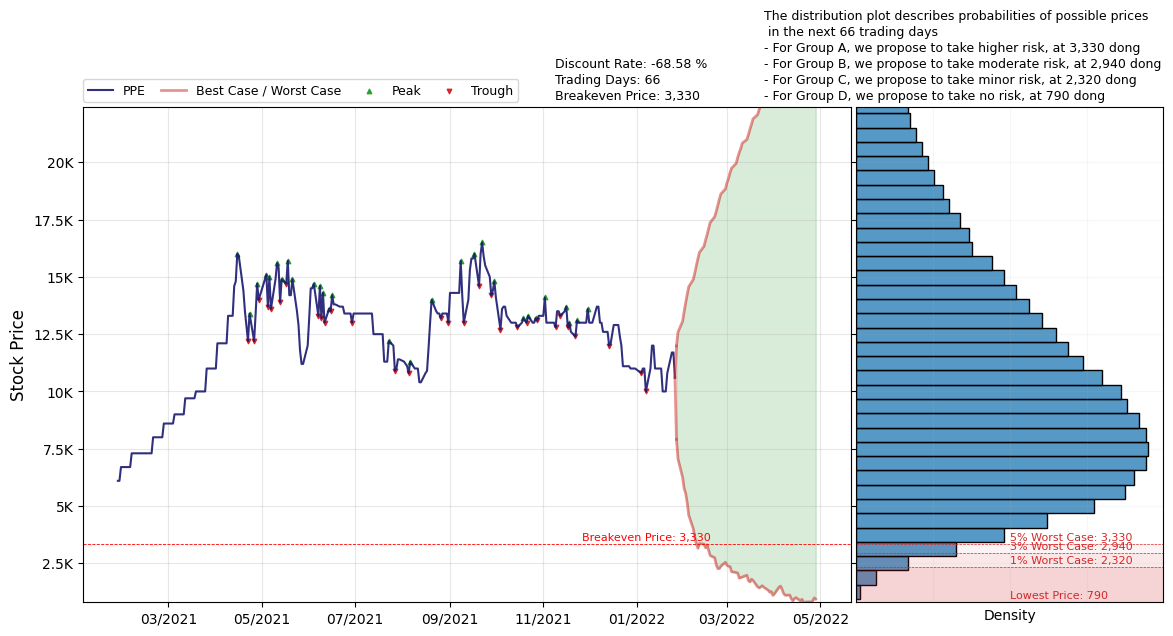 The distribution plot describes probabilities of possible prices
in the next 66 trading days
- For Group A, we propose to take higher risk, at 3,330 dong
- For Group B, we propose to take moderate risk, at 2,940 dong
- For Group C, we propose to take minor risk, at 2,320 dong
- For Group D, we propose to take no risk, at 790 dong
Discount Rate: -68.58 %
Trading Days: 66
Breakeven Price: 3,330
PPE
Best Case / Worst Case
Peak
Trough
Stock Price
20K
17.5K
15K
12.5K
10K
7.5K
5K
2.5K
Breakeven Price: 3,330
5% Worst Case: 3,330
3% Worst Case: 2,940
1% Worst Case: 2,320
Lowest Price: 790
03/2021
05/2021
07/2021
09/2021
11/2021
01/2022
03/2022
05/2022
Density